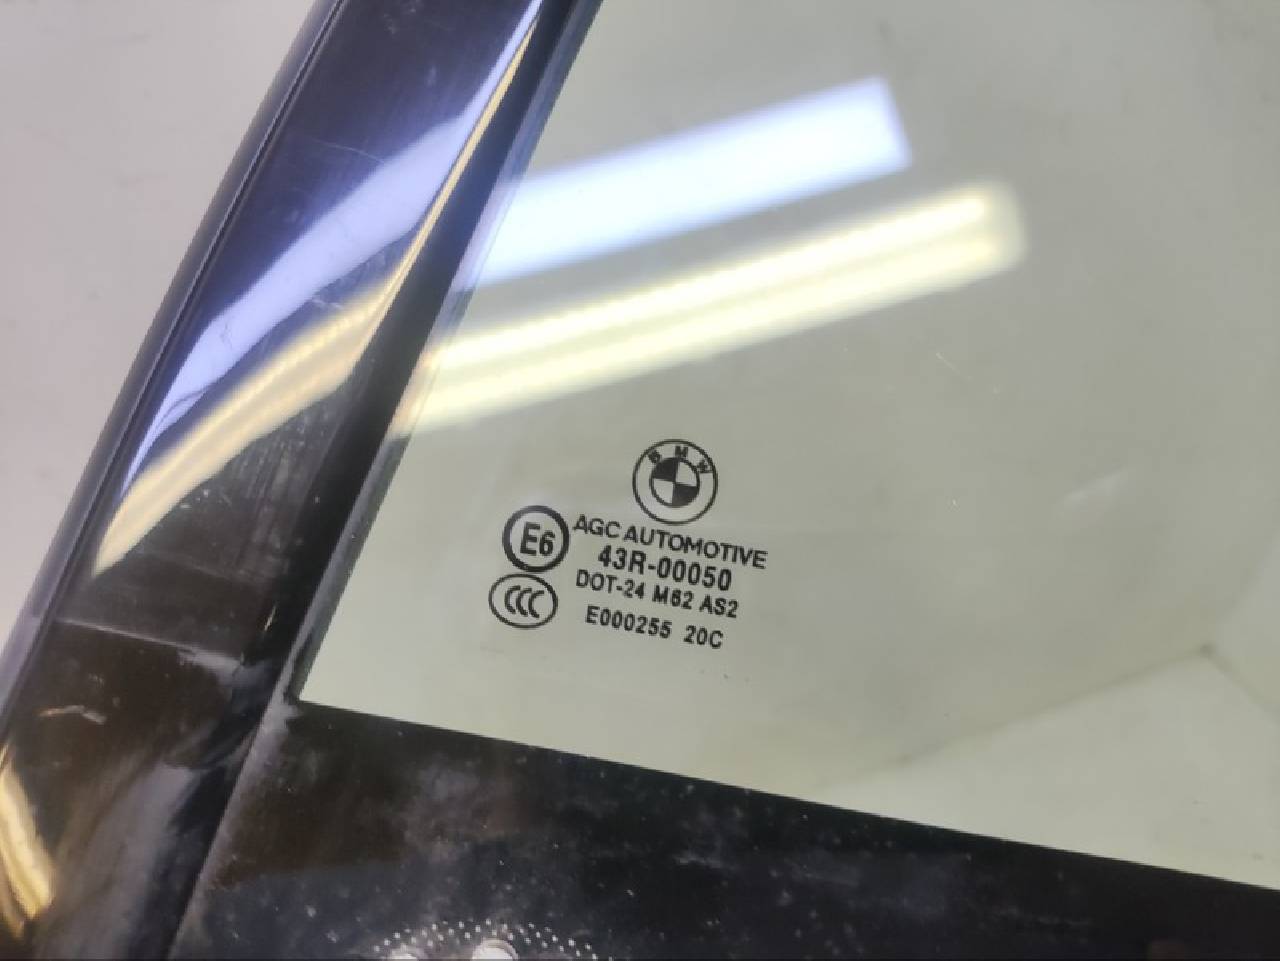 BMW
E6
AGC AUTOMOTIVE
43R-00050
DOT-24 M62 AS2
CCC
E000255 20C